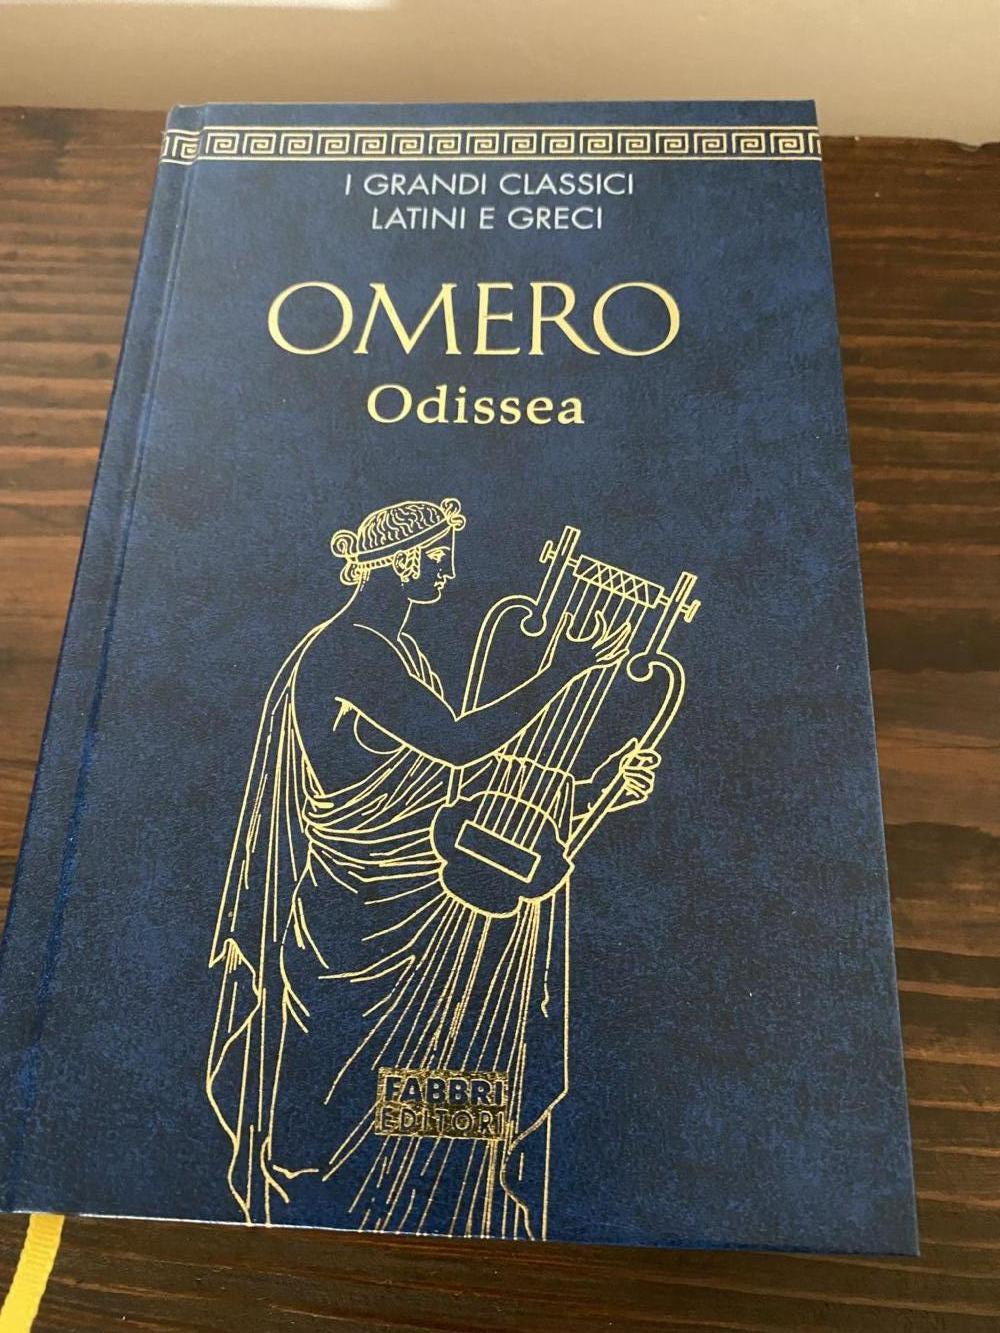 I GRANDI CLASSICI
LATINI E GRECI
OMERO
Odissea
FABBRI
EDITORI